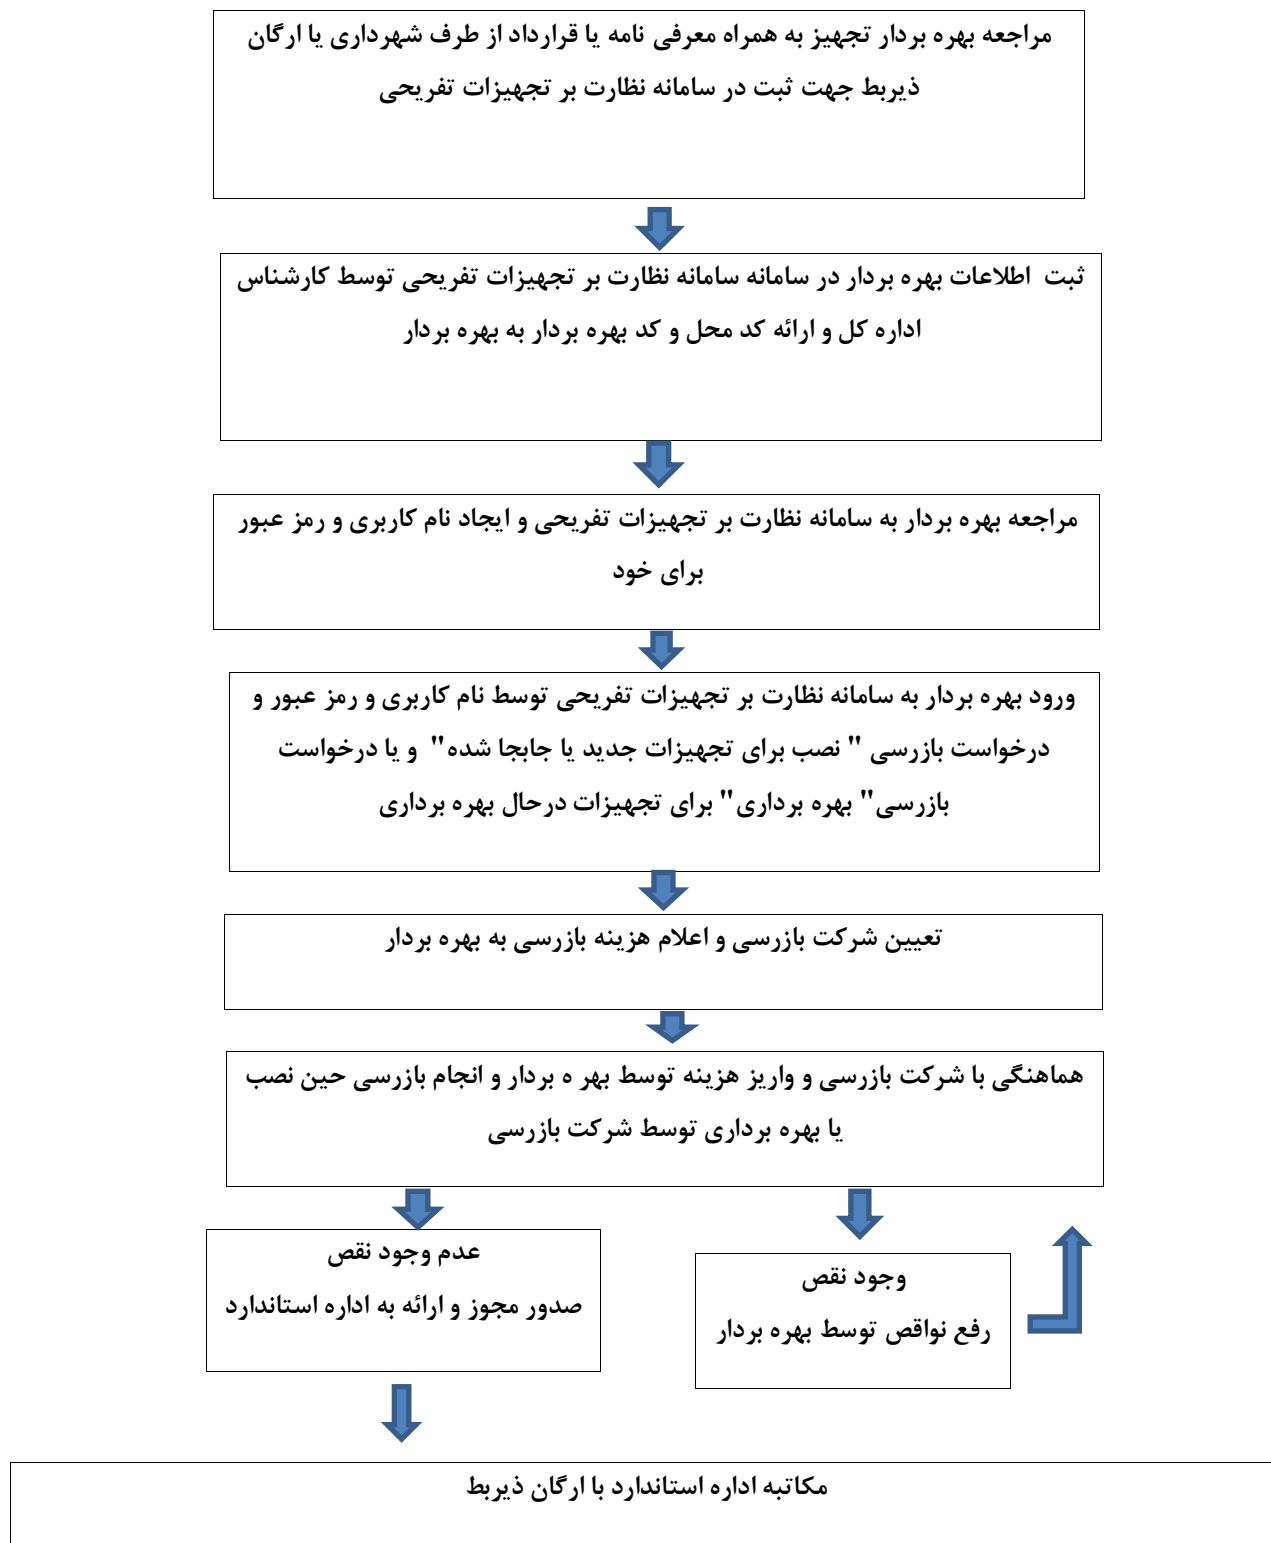 مراجعه بهره بردار تجهیز به همراه معرفی نامه یا قرارداد از طرف شهرداری یا ارگان
ذیربط جهت ثبت در سامانه نظارت بر تجهیزات تفریحی
ثبت اطلاعات بهره بردار در سامانه سامانه نظارت بر تجهیزات تفریحی توسط کارشناس
اداره کل و ارائه کد محل و کد بهره بردار به بهره بردار
مراجعه بهره بردار به سامانه نظارت بر تجهیزات تفریحی و ایجاد نام کاربری و رمز عبور
برای خود
ورود بهره بردار به سامانه نظارت بر تجهیزات تفریحی توسط نام کاربری و رمز عبور و
درخواست بازرسی " نصب برای تجهیزات جدید یا جابجا شده" و یا درخواست
بازرسی" بهره برداری" برای تجهیزات درحال بهره برداری
تعیین شرکت بازرسی و اعلام هزینه بازرسی به بهره بردار
هماهنگی با شرکت بازرسی و واریز هزینه توسط بهر ه بردار و انجام بازرسی حین نصب
یا بهره برداری توسط شرکت بازرسی
وجود نقص
رفع نواقص توسط بهره بردار
عدم وجود نقص
صدور مجوز و ارائه به اداره استاندارد
مکاتبه اداره استاندارد با ارگان ذیربط